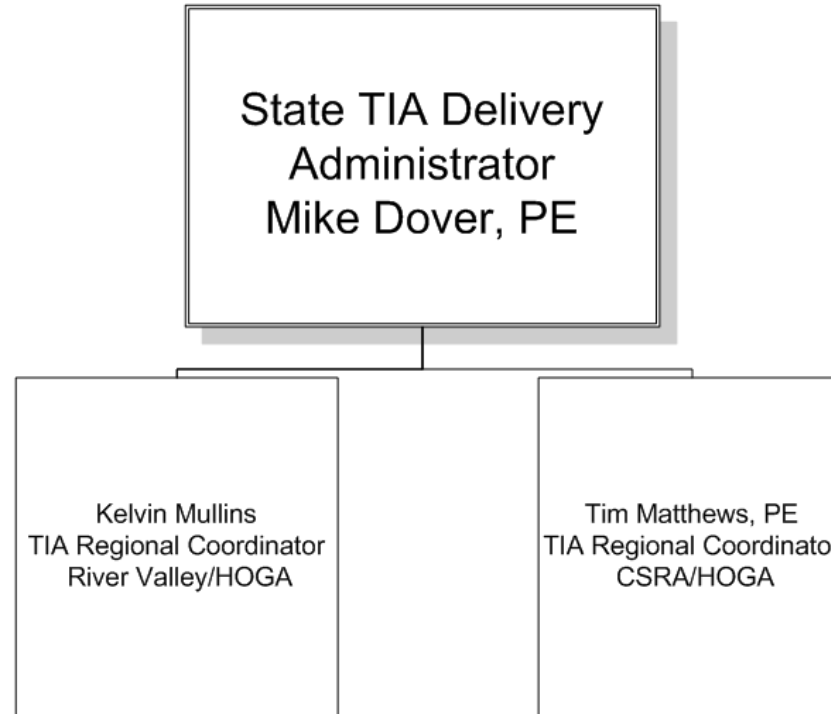 State TIA Delivery
Administrator
Mike Dover, PE
Kelvin Mullins
TIA Regional Coordinator
River Valley/HOGA
Tim Matthews, PE
TIA Regional Coordinato
CSRA/HOGA